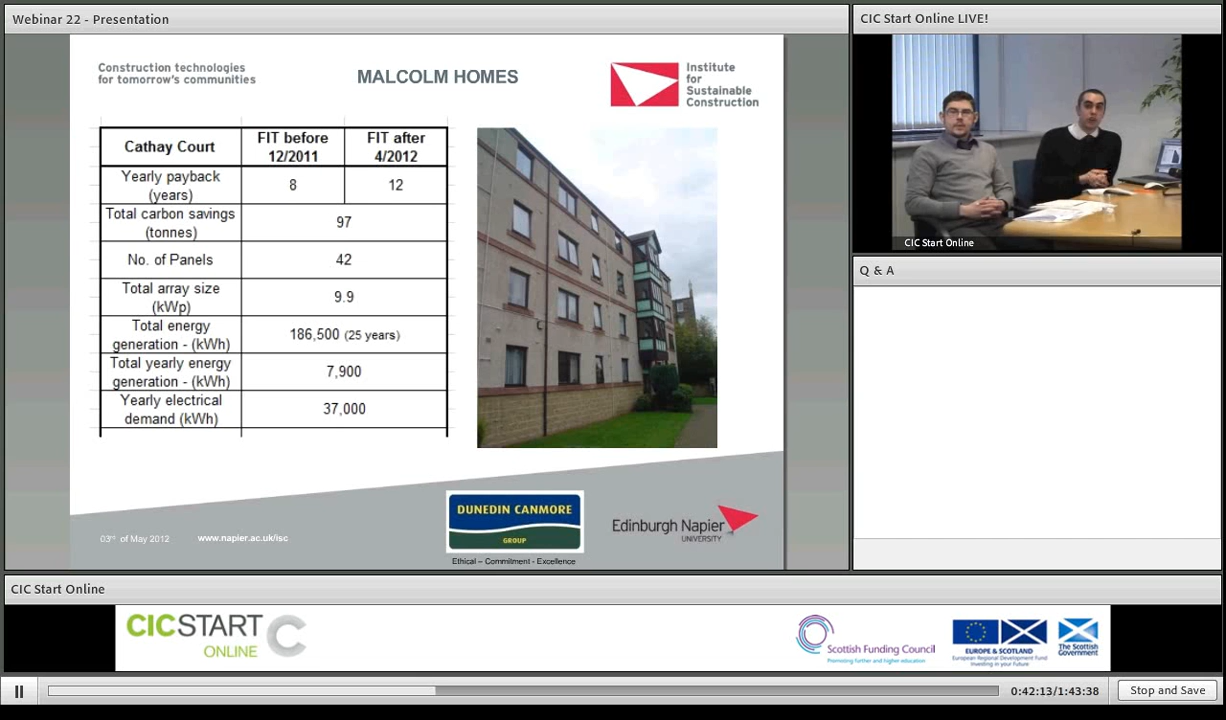 Webinar 22 - Presentation
CIC Start Online LIVE!
Construction technologies
for tomorrow's communities
MALCOLM HOMES
Institute
for
Sustainable
Construction
Cathay Court
FIT before
12/2011
FIT after
4/2012
Yearly payback
(years)
8
12
Total carbon savings
(tonnes)
97
No. of Panels
42
Total array size
(kWp)
9.9
Total energy
generation - (kWh)
186,500 (25 years)
Total yearly energy
generation - (kWh)
7,900
Yearly electrical
demand (kWh)
37,000
DUNEDIN CANMORE
GROUP
Ethical – Commitment - Excellence
Edinburgh Napier
UNIVERSITY
03rd of May 2012
www.napier.ac.uk/isc
CIC Start Online
Q & A
CIC Start Online
CICSTART
ONLINE
Scottish Funding Council
Promoting further and higher education
EUROPE & SCOTLAND
European Regional Development Fund
Investing in your Future
The Scottish
Government
0:42:13/1:43:38
Stop and Save